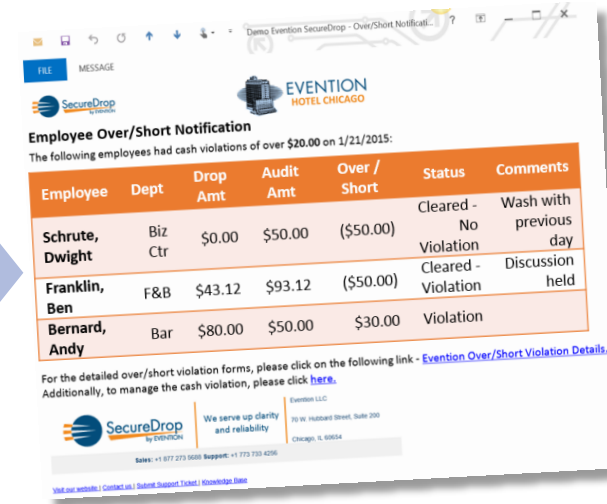 Demo Evention SecureDrop - Over/Short Notificati... ?
FILE MESSAGE
SecureDrop
by EVENTION
EVENTION
HOTEL CHICAGO
Employee Over/Short Notification
The following employees had cash violations of over $20.00 on 1/21/2015:
Employee Dept Drop Amt Audit Amt Over / Short Status Comments
Schrute, Dwight Biz Ctr $0.00 $50.00 ($50.00) Cleared - No Violation Wash with previous day
Franklin, Ben F&B $43.12 $93.12 ($50.00) Cleared - Violation Discussion held
Bernard, Andy Bar $80.00 $50.00 $30.00 Violation
For the detailed over/short violation forms, please click on the following link - Evention Over/Short Violation Details.
Additionally, to manage the cash violation, please click here.
SecureDrop
by EVENTION
We serve up clarity
and reliability
Evention LLC
70 W. Hubbard Street, Suite 200
Chicago, IL 60654
Sales: +1 877 273 5688 Support: +1 773 733 4256
Visit our website | Contact us | Submit Support Ticket | Knowledge Base